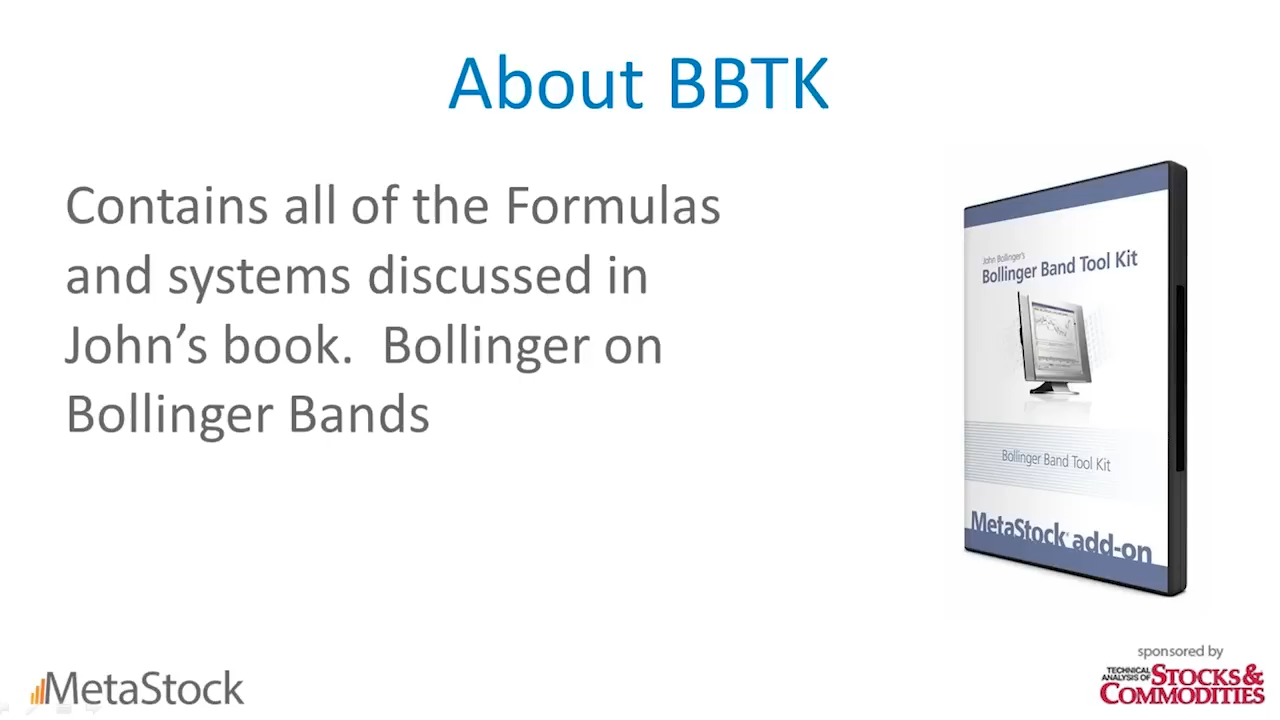 About BBTK
Contains all of the Formulas
and systems discussed in
John’s book.  Bollinger on
Bollinger Bands
John Bollinger's
Bollinger Band Tool Kit
Bollinger Band Tool Kit
MetaStock® add-on
MetaStock
sponsored by
TECHNICAL
ANALYSIS OF STOCKS &
COMMODITIES